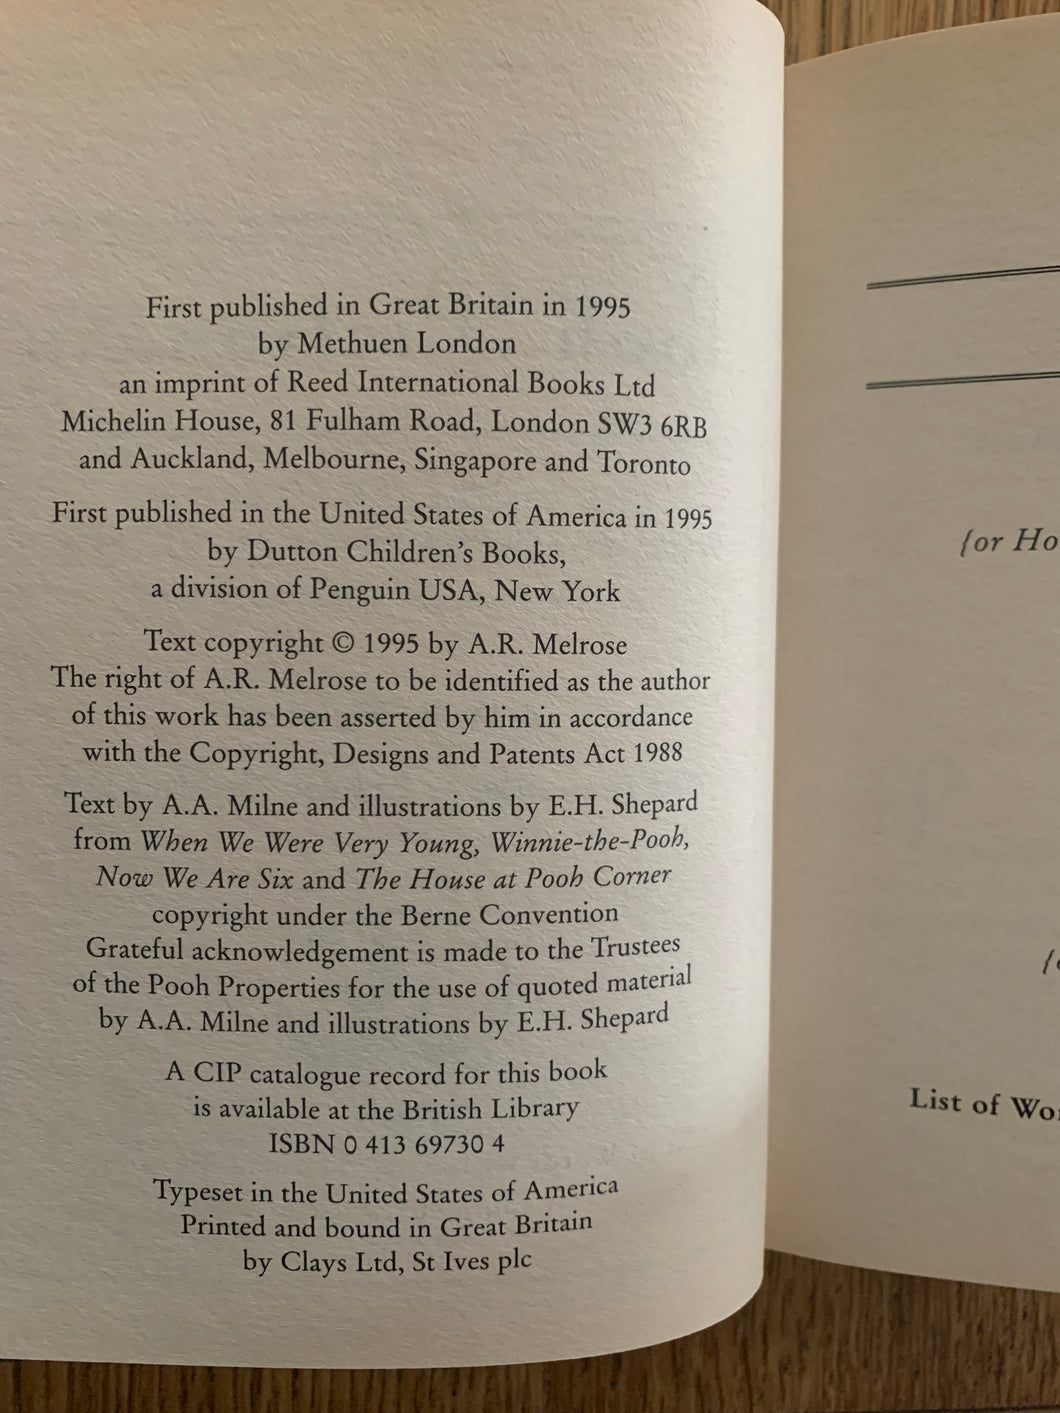 First published in Great Britain in 1995
by Methuen London
an imprint of Reed International Books Ltd
Michelin House, 81 Fulham Road, London SW3 6RB
and Auckland, Melbourne, Singapore and Toronto
First published in the United States of America in 1995
by Dutton Children's Books,
a division of Penguin USA, New York
Text copyright © 1995 by A.R. Melrose
The right of A.R. Melrose to be identified as the author
of this work has been asserted by him in accordance
with the Copyright, Designs and Patents Act 1988
Text by A.A. Milne and illustrations by E.H. Shepard
from When We Were Very Young, Winnie-the-Pooh,
Now We Are Six and The House at Pooh Corner
copyright under the Berne Convention
Grateful acknowledgement is made to the Trustees
of the Pooh Properties for the use of quoted material
by A.A. Milne and illustrations by E.H. Shepard
A CIP catalogue record for this book
is available at the British Library
ISBN 0 413 69730 4
Typeset in the United States of America
Printed and bound in Great Britain
by Clays Ltd, St Ives plc
{or Ho
List of Wo